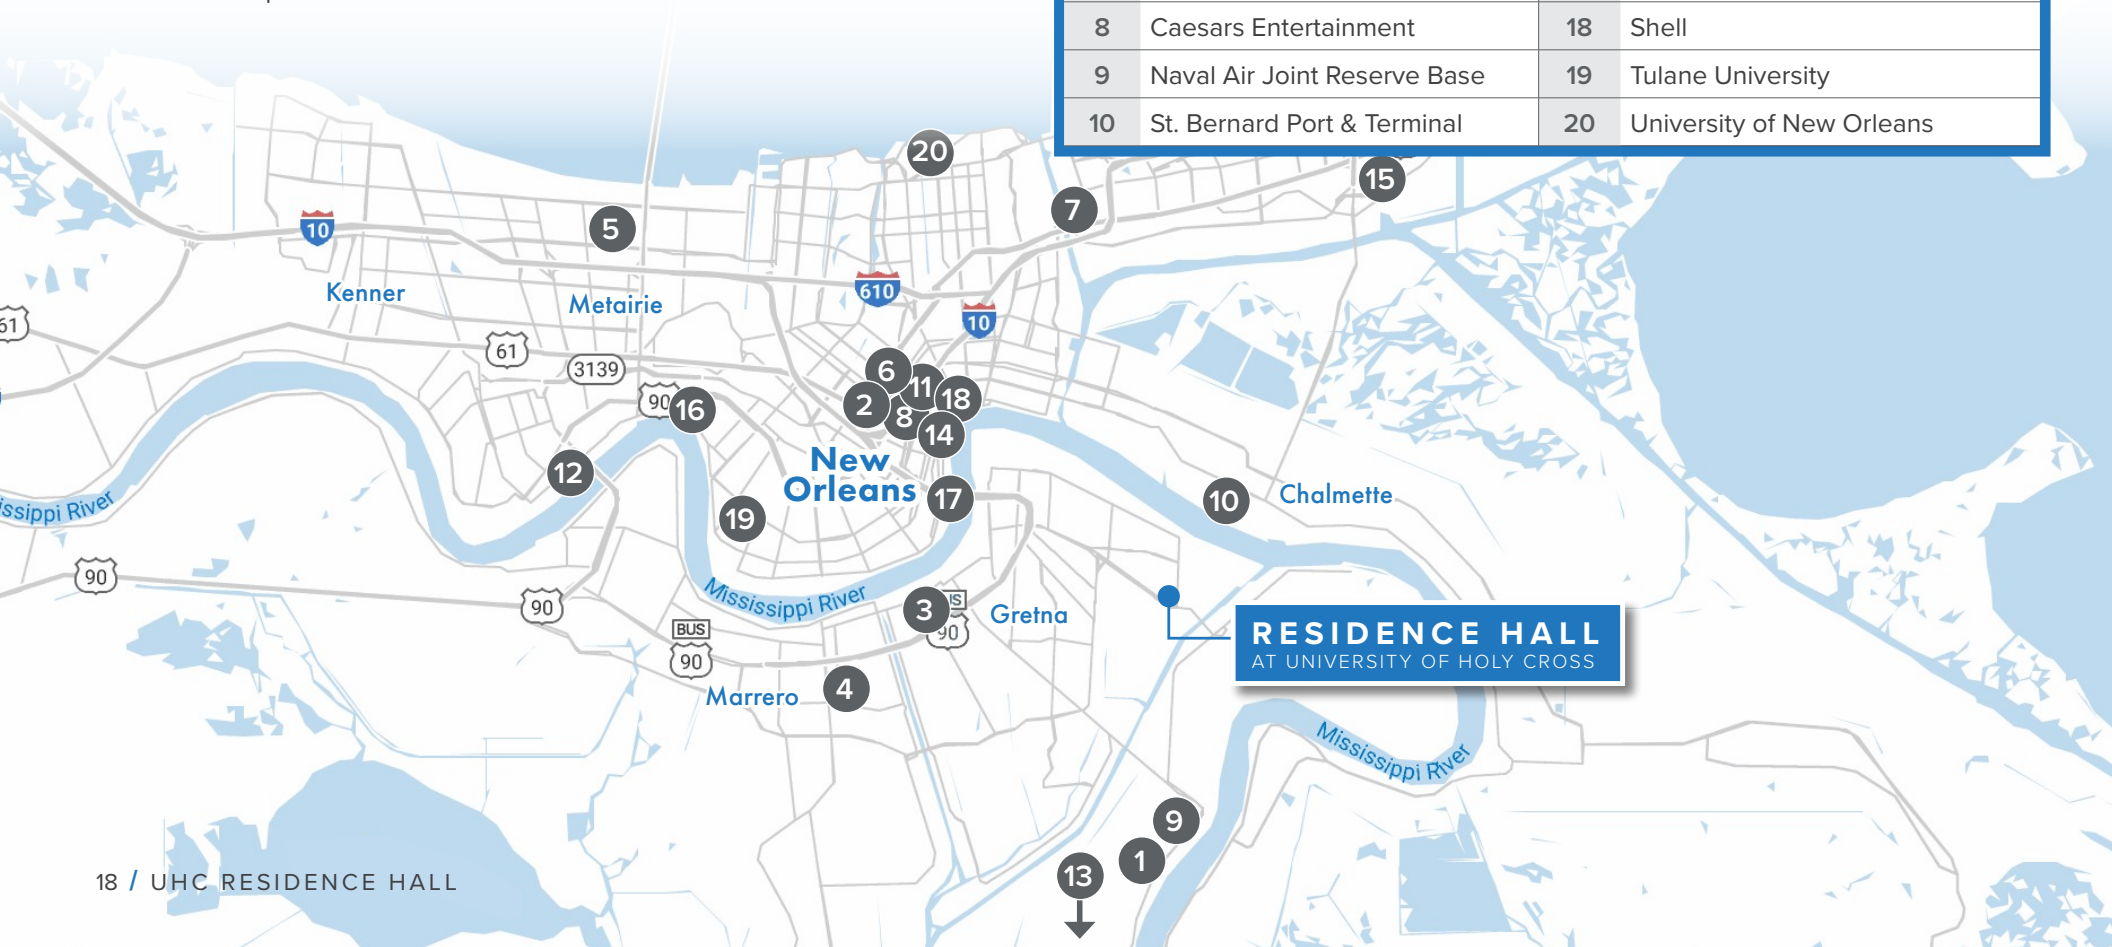 8 Caesars Entertainment 18 Shell
9 Naval Air Joint Reserve Base 19 Tulane University
10 St. Bernard Port & Terminal 20 University of New Orleans
20
15
7
5
10
Kenner
Metairie
610
10
61
61
3139
90
16
6
11
2
8
18
14
12
New
Orleans
17
19
10
Chalmette
Mississippi River
90
90
Mississippi River
3
90
Gretna
BUS
90
Marrero
4
RESIDENCE HALL
AT UNIVERSITY OF HOLY CROSS
Mississippi River
9
1
13
18 / UHC RESIDENCE HALL